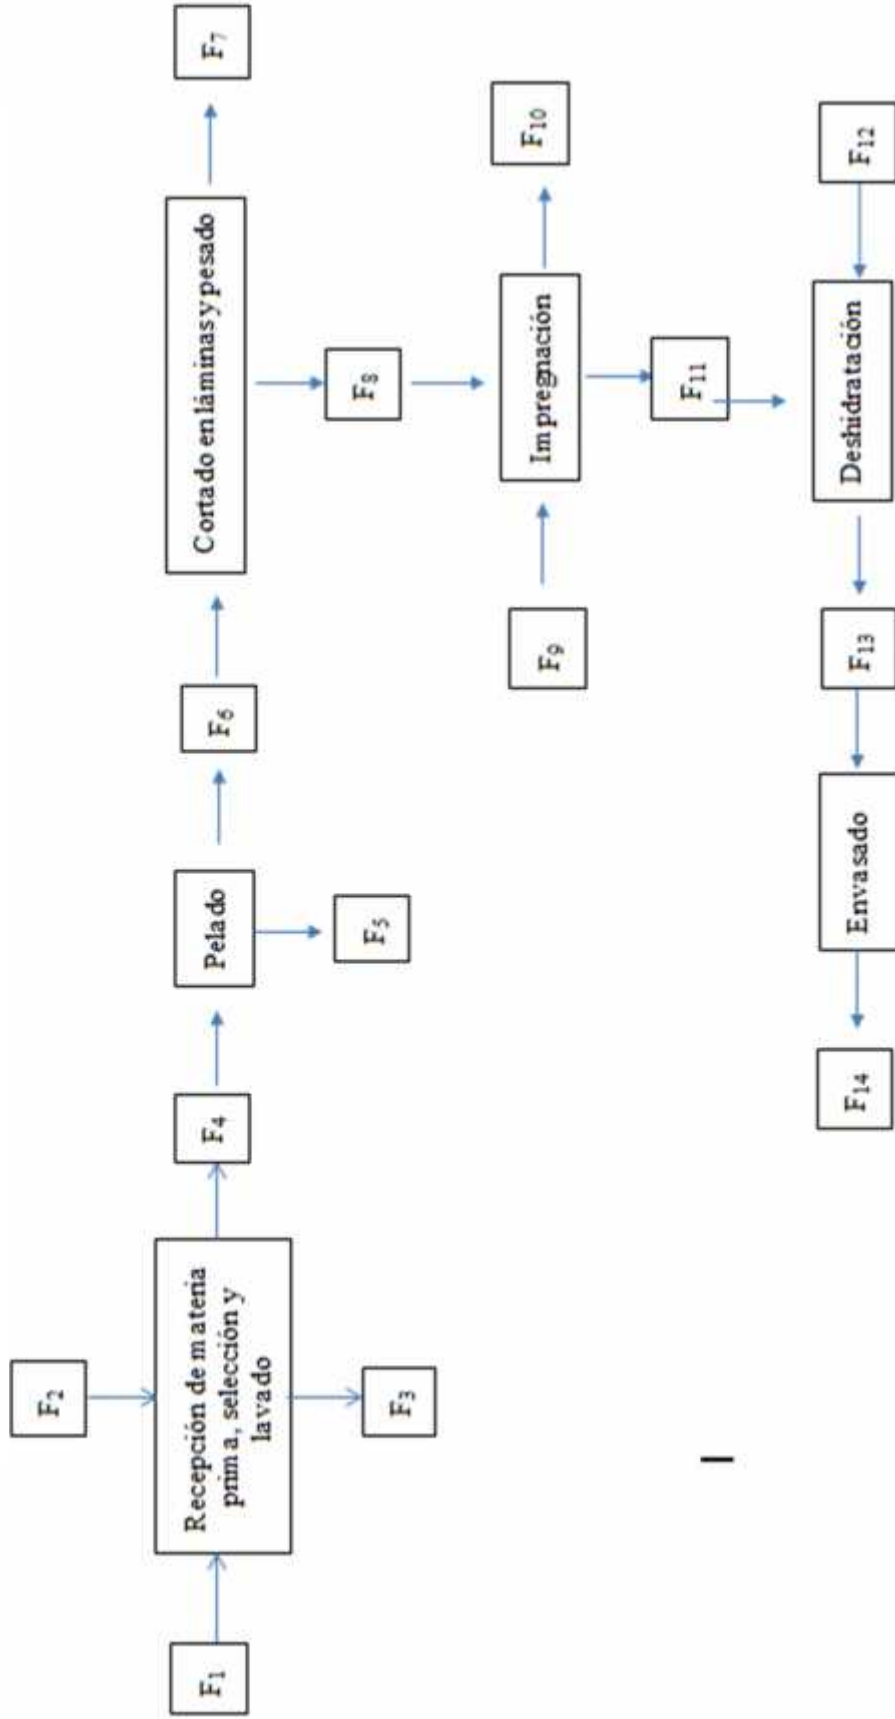 F2
F1
Recepción de materia
prima, selección y
lavado
F3
F4
Pelado
F5
F6
Cortado en láminas y pesado
F7
F8
F9
Impregnación
F10
F11
F12
Deshidratación
F13
Envasado
F14